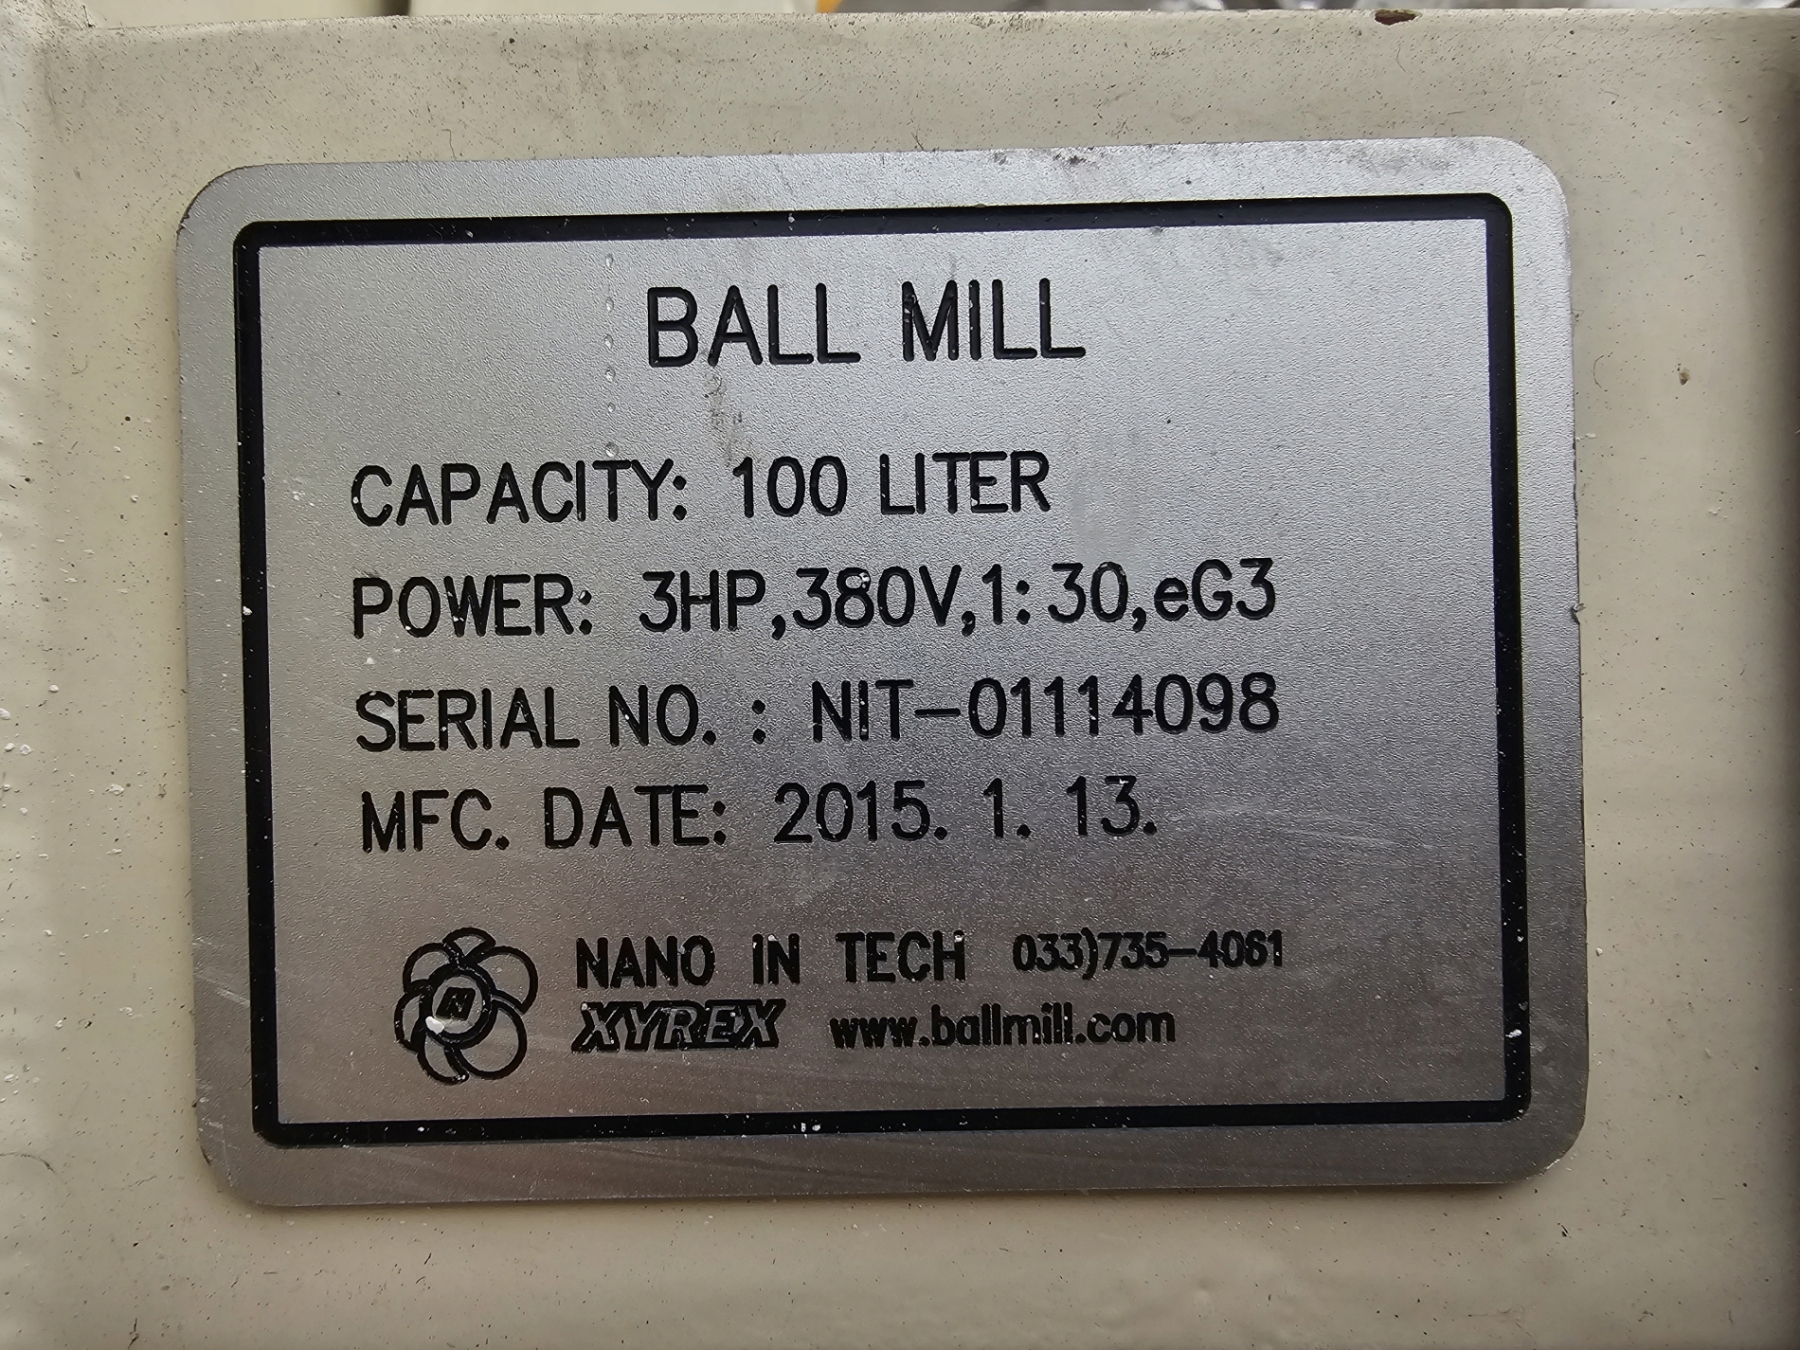 BALL MILL
CAPACITY: 100 LITER
POWER: 3HP,380V,1:30,eG3
SERIAL NO. : NIT-01114098
MFC. DATE: 2015. 1. 13.
NANO IN TECH 033)735-4061
N XYREX www.ballmill.com